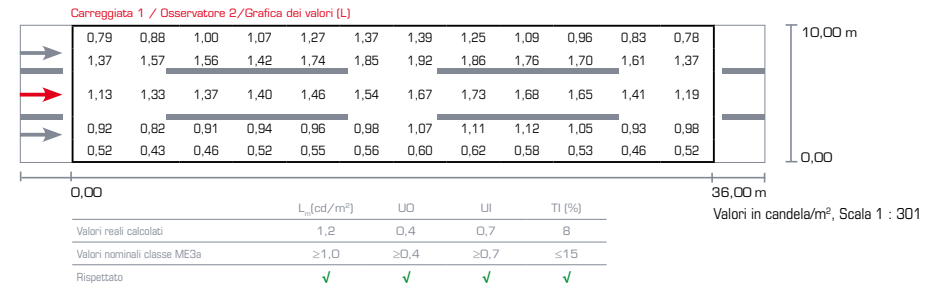 Carreggiata 1 / Osservatore 2/Grafica dei valori (L)
0,79 0,88 1,00 1,07 1,27 1,37 1,39 1,25 1,09 0,96 0,83 0,78
10,00 m
1,37 1,57 1,56 1,42 1,74 1,85 1,92 1,86 1,76 1,70 1,61 1,37
1,13 1,33 1,37 1,40 1,46 1,54 1,67 1,73 1,68 1,65 1,41 1,19
0,92 0,82 0,91 0,94 0,96 0,98 1,07 1,11 1,12 1,05 0,93 0,98
0,52 0,43 0,46 0,52 0,55 0,56 0,60 0,62 0,58 0,53 0,46 0,52
0,00
0,00 36,00 m
Valori in candela/m², Scala 1 : 301
Lm(cd/m²) UO UI TI (%)
Valori reali calcolati 1,2 0,4 0,7 8
Valori nominali classe ME3a ≥1,0 ≥0,4 ≥0,7 ≤15
Rispettato √ √ √ √